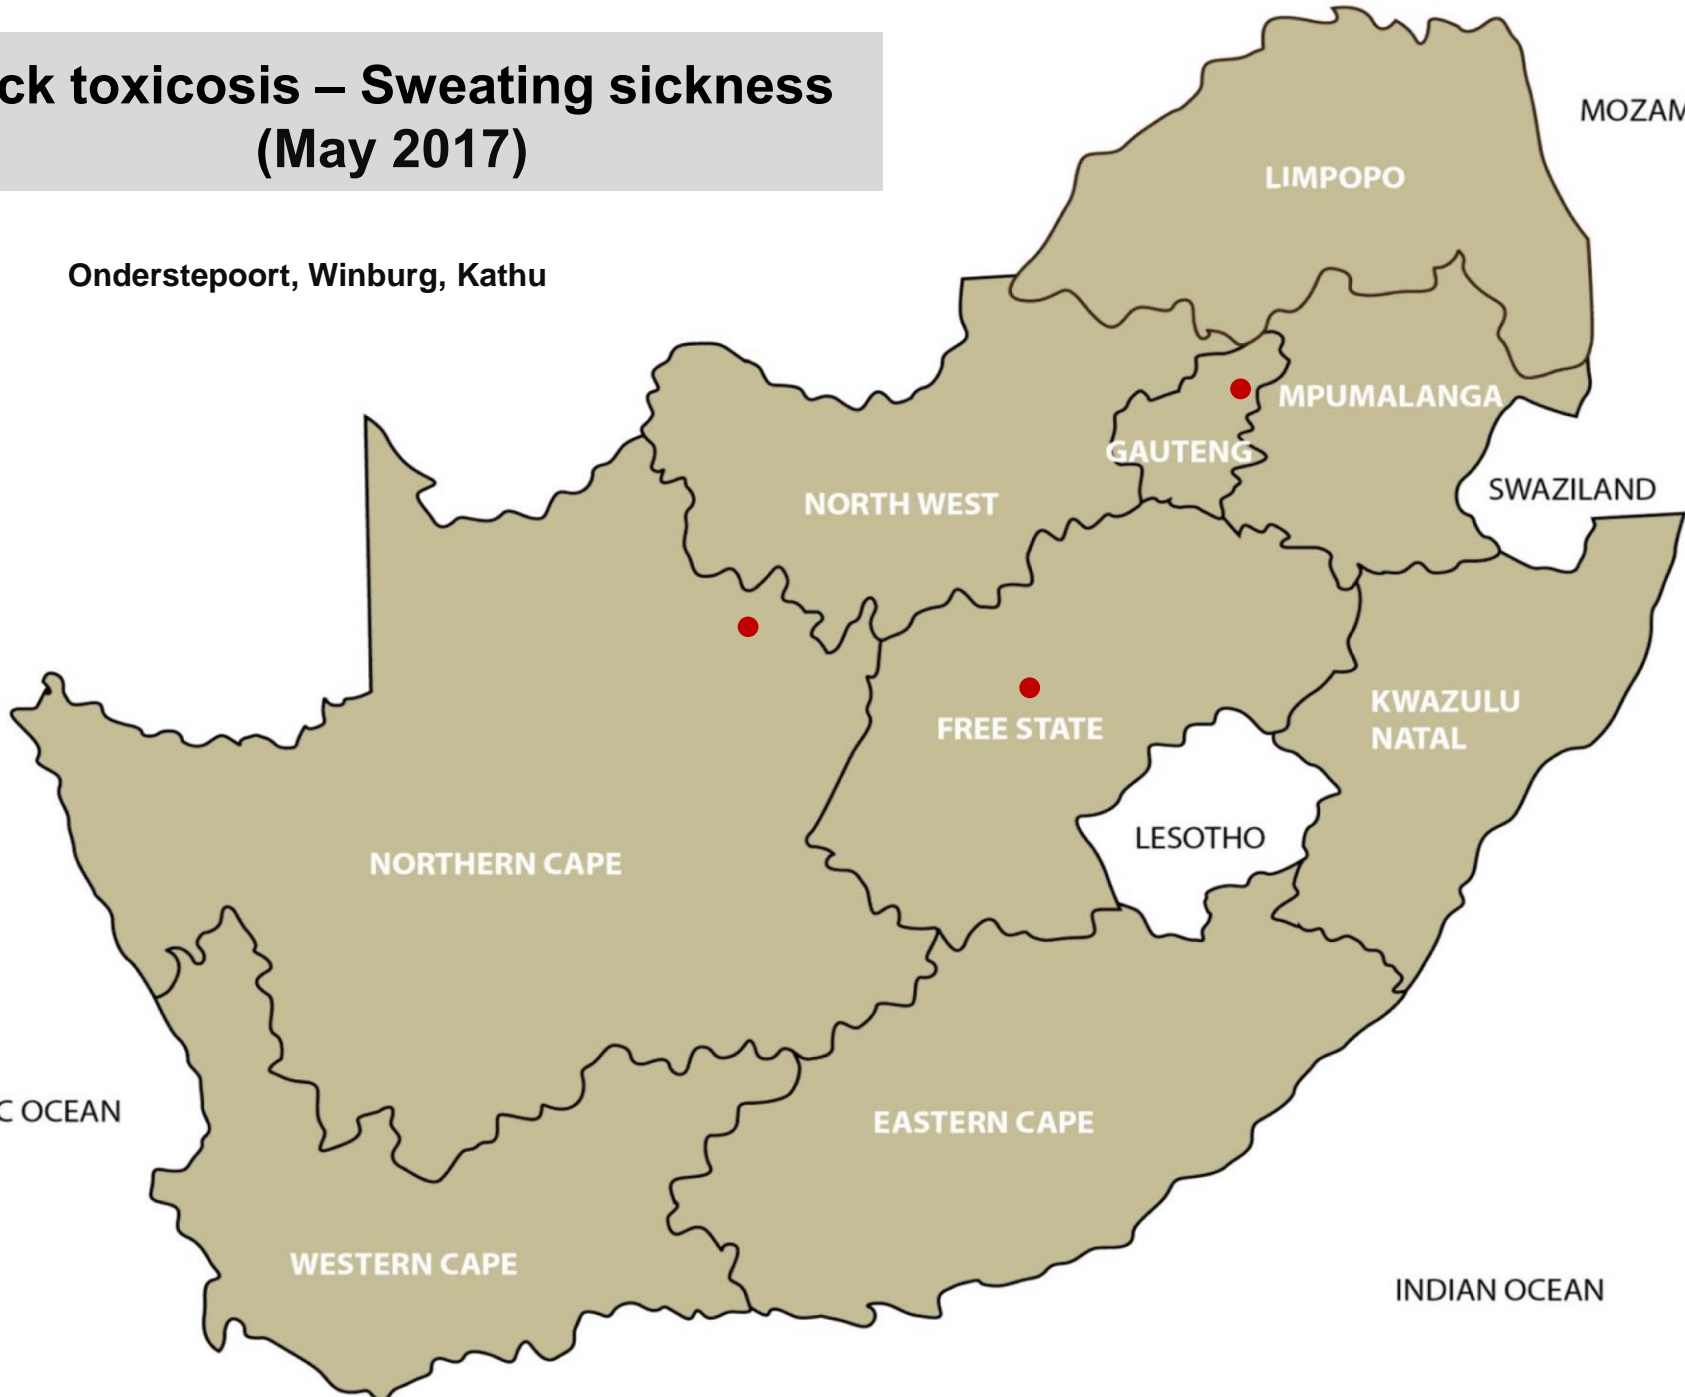 ck toxicosis – Sweating sickness
(May 2017)
MOZAM
LIMPOPO
Onderstepoort, Winburg, Kathu
MPUMALANGA
GAUTENG
SWAZILAND
NORTH WEST
KWAZULU
NATAL
FREE STATE
LESOTHO
NORTHERN CAPE
C OCEAN
EASTERN CAPE
WESTERN CAPE
INDIAN OCEAN